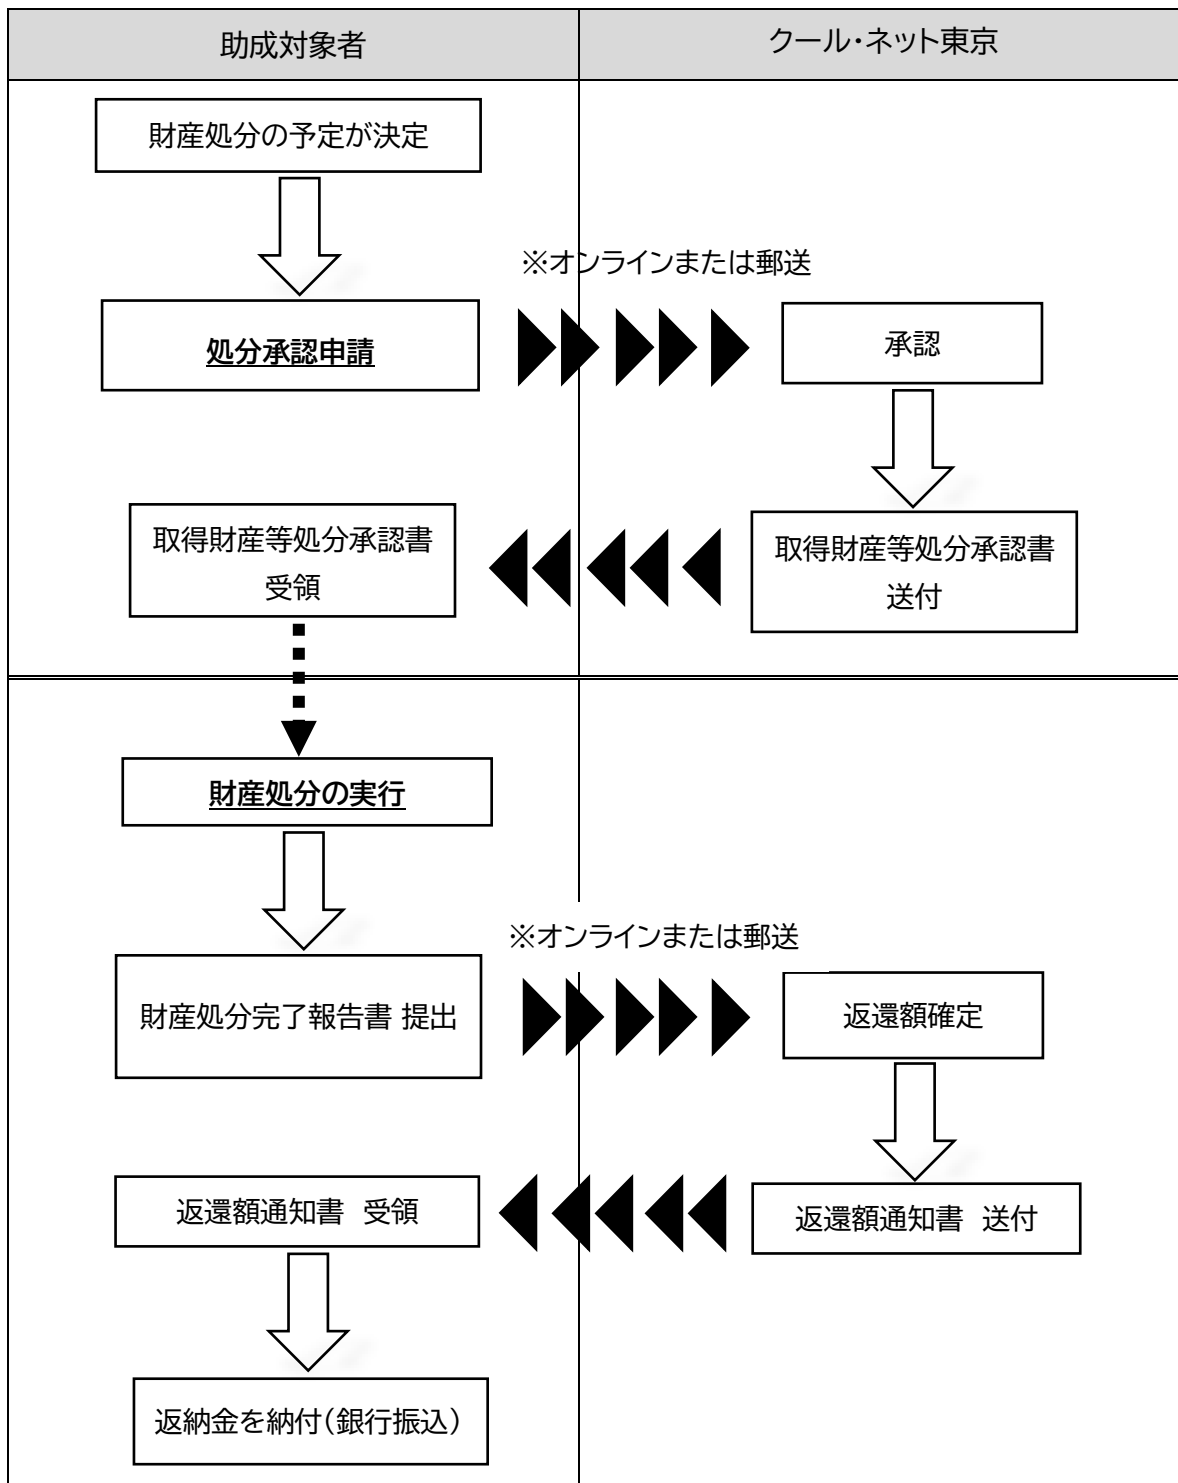 助成対象者
クール・ネット東京
財産処分の予定が決定
※オンラインまたは郵送
処分承認申請
承認
取得財産等処分承認書
送付
取得財産等処分承認書
受領
財産処分の実行
※オンラインまたは郵送
財産処分完了報告書 提出
返還額確定
返還額通知書　送付
返還額通知書　受領
返納金を納付(銀行振込)